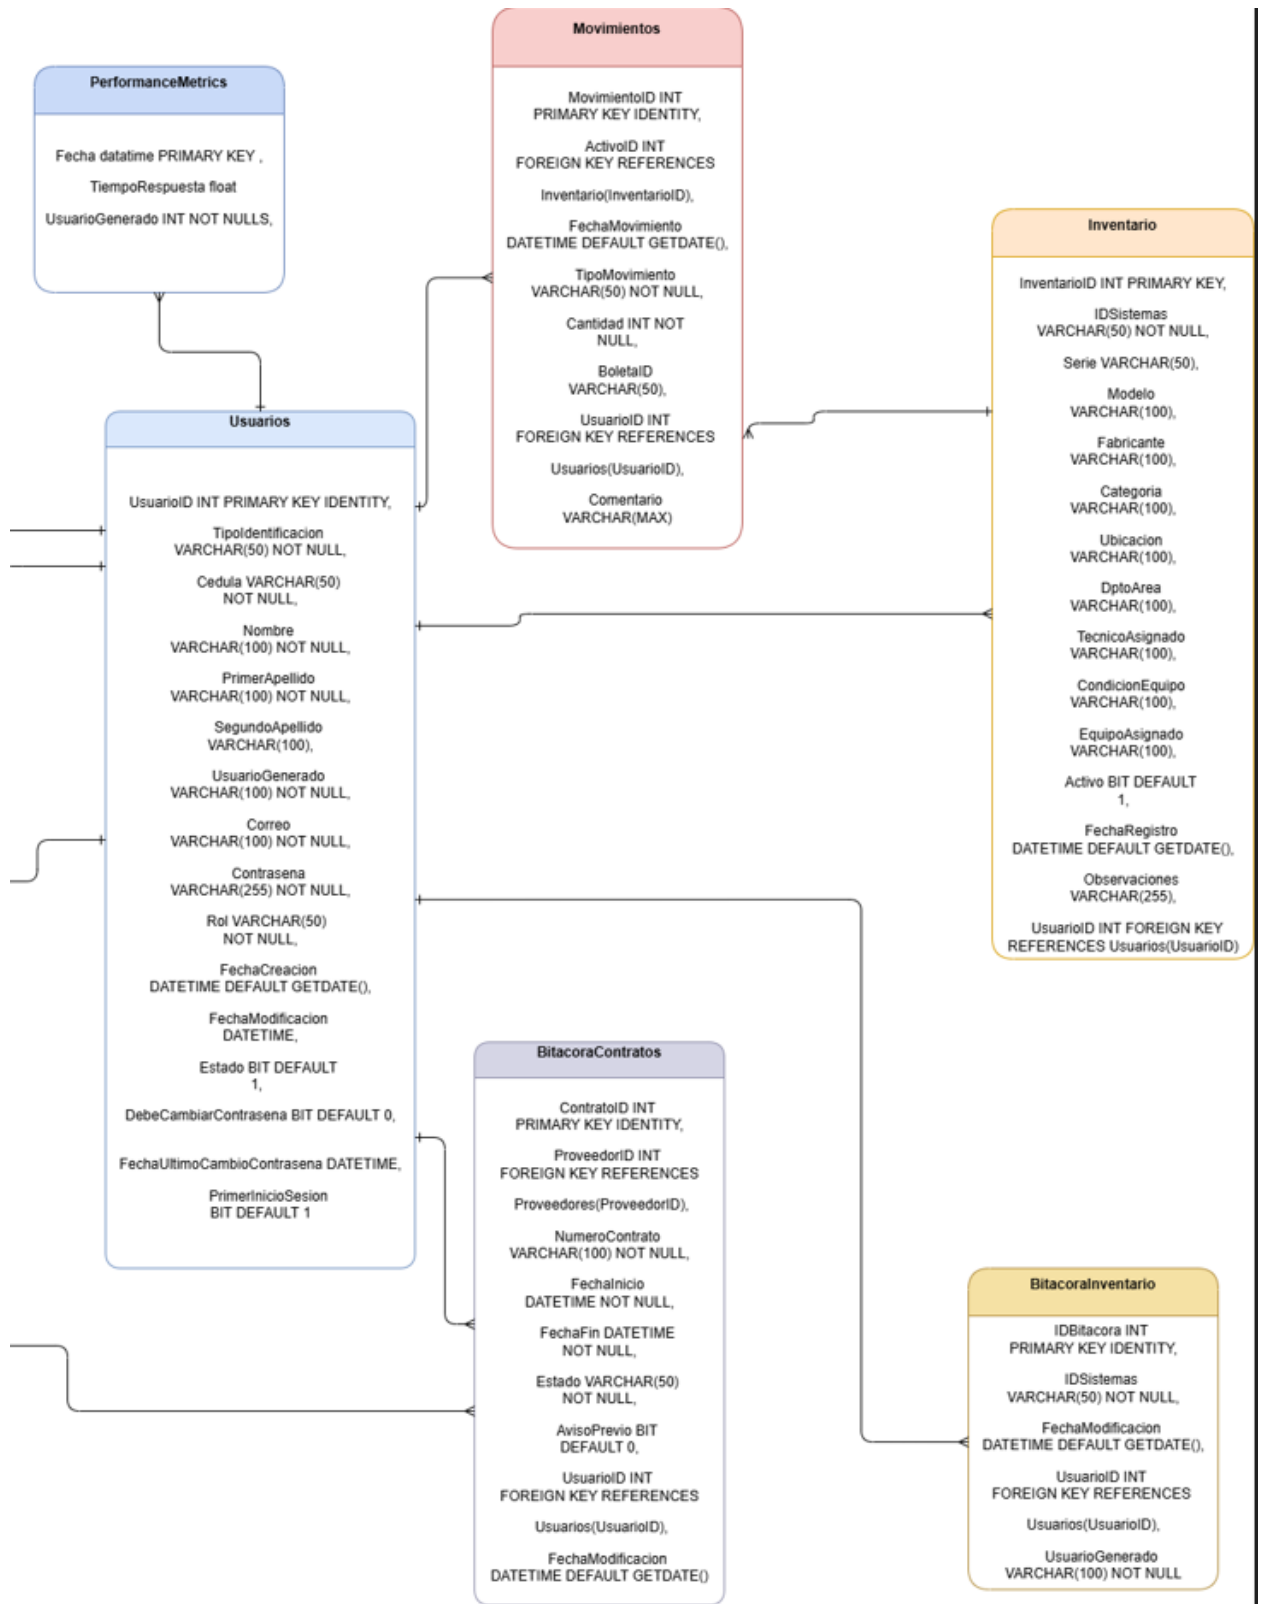 Movimientos
MovimientoID INT
PRIMARY KEY IDENTITY,
ActivoID INT
FOREIGN KEY REFERENCES
Inventario(InventarioID),
FechaMovimiento
DATETIME DEFAULT GETDATE(),
TipoMovimiento
VARCHAR(50) NOT NULL,
Cantidad INT NOT
NULL,
BoletaID
VARCHAR(50),
UsuarioID INT
FOREIGN KEY REFERENCES
Usuarios(UsuarioID),
Comentario
VARCHAR(MAX)
PerformanceMetrics
Fecha datatime PRIMARY KEY ,
TiempoRespuesta float
UsuarioGenerado INT NOT NULLS,
Inventario
InventarioID INT PRIMARY KEY,
IDSistemas
VARCHAR(50) NOT NULL,
Serie VARCHAR(50),
Modelo
VARCHAR(100),
Fabricante
VARCHAR(100),
Categoria
VARCHAR(100),
Ubicacion
VARCHAR(100),
DptoArea
VARCHAR(100),
TecnicoAsignado
VARCHAR(100),
CondicionEquipo
VARCHAR(100),
EquipoAsignado
VARCHAR(100),
Activo BIT DEFAULT
1,
FechaRegistro
DATETIME DEFAULT GETDATE(),
Observaciones
VARCHAR(255),
UsuarioID INT FOREIGN KEY
REFERENCES Usuarios(UsuarioID)
Usuarios
UsuarioID INT PRIMARY KEY IDENTITY,
TipoIdentificacion
VARCHAR(50) NOT NULL,
Cedula VARCHAR(50)
NOT NULL,
Nombre
VARCHAR(100) NOT NULL,
PrimerApellido
VARCHAR(100) NOT NULL,
SegundoApellido
VARCHAR(100),
UsuarioGenerado
VARCHAR(100) NOT NULL,
Correo
VARCHAR(100) NOT NULL,
Contrasena
VARCHAR(255) NOT NULL,
Rol VARCHAR(50)
NOT NULL,
FechaCreacion
DATETIME DEFAULT GETDATE(),
FechaModificacion
DATETIME,
Estado BIT DEFAULT
1,
DebeCambiarContrasena BIT DEFAULT 0,
FechaUltimoCambioContrasena DATETIME,
PrimerInicioSesion
BIT DEFAULT 1
BitacoraContratos
ContratoID INT
PRIMARY KEY IDENTITY,
ProveedorID INT
FOREIGN KEY REFERENCES
Proveedores(ProveedorID),
NumeroContrato
VARCHAR(100) NOT NULL,
FechaInicio
DATETIME NOT NULL,
FechaFin DATETIME
NOT NULL,
Estado VARCHAR(50)
NOT NULL,
AvisoPrevio BIT
DEFAULT 0,
UsuarioID INT
FOREIGN KEY REFERENCES
Usuarios(UsuarioID),
FechaModificacion
DATETIME DEFAULT GETDATE()
BitacoraInventario
IDBitacora INT
PRIMARY KEY IDENTITY,
IDSistemas
VARCHAR(50) NOT NULL,
FechaModificacion
DATETIME DEFAULT GETDATE(),
UsuarioID INT
FOREIGN KEY REFERENCES
Usuarios(UsuarioID),
UsuarioGenerado
VARCHAR(100) NOT NULL